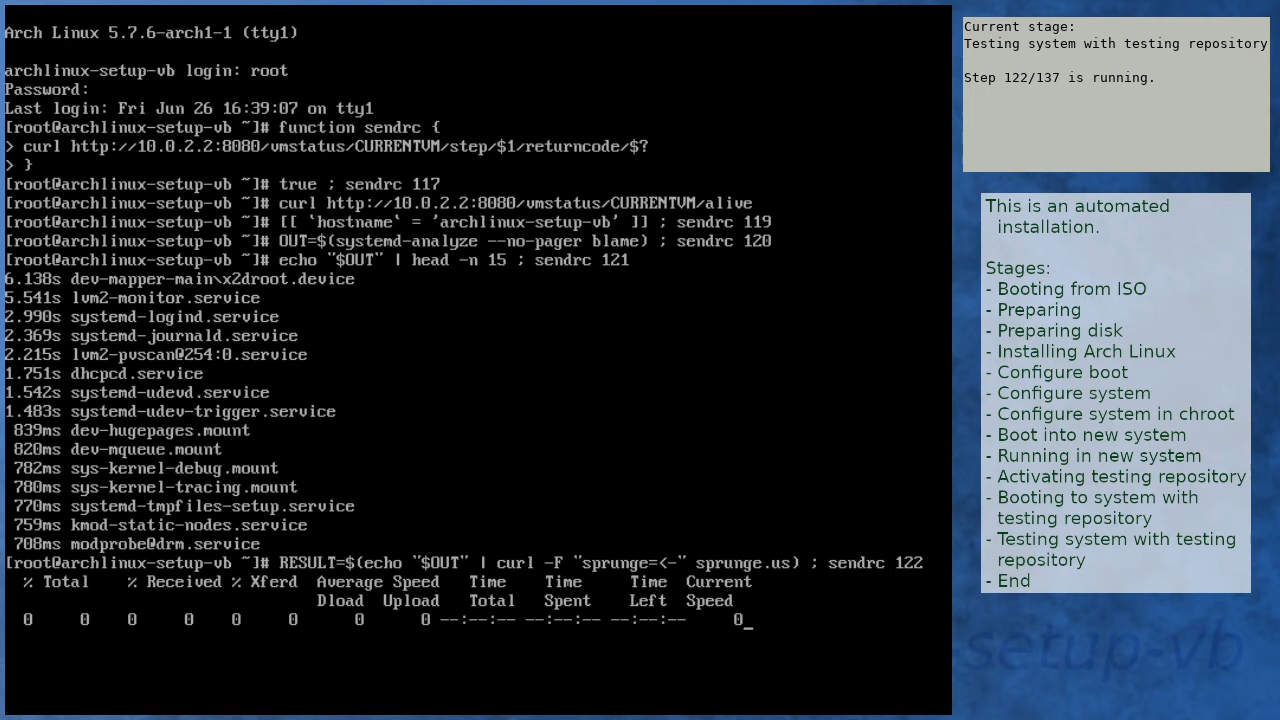 Arch Linux 5.7.6-arch1-1 (tty1)
archlinux-setup-vb login: root
Password:
Last login: Fri Jun 26 16:39:07 on tty1
[root@archlinux-setup-vb ~]# function sendrc {
> curl http://10.0.2.2:8080/vmstatus/CURRENTVM/step/$1/returncode/$?
> }
[root@archlinux-setup-vb ~]# true ; sendrc 117
[root@archlinux-setup-vb ~]# curl http://10.0.2.2:8080/vmstatus/CURRENTVM/alive
[root@archlinux-setup-vb ~]# [[ `hostname` = 'archlinux-setup-vb' ]] ; sendrc 119
[root@archlinux-setup-vb ~]# OUT=$(systemd-analyze --no-pager blame) ; sendrc 120
[root@archlinux-setup-vb ~]# echo "$OUT" | head -n 15 ; sendrc 121
6.138s dev-mapper-main\x2droot.device
5.541s lvm2-monitor.service
2.990s systemd-logind.service
2.369s systemd-journald.service
2.215s lvm2-pvscan@254:0.service
1.751s dhcpcd.service
1.542s systemd-udevd.service
1.483s systemd-udev-trigger.service
839ms dev-hugepages.mount
820ms dev-mqueue.mount
782ms sys-kernel-debug.mount
780ms sys-kernel-tracing.mount
770ms systemd-tmpfiles-setup.service
759ms kmod-static-nodes.service
708ms modprobe@drm.service
[root@archlinux-setup-vb ~]# RESULT=$(echo "$OUT" | curl -F "sprunge=<-" sprunge.us) ; sendrc 122
% Total % Received % Xferd Average Speed Time Time Time Current
Dload Upload Total Spent Left Speed
0 0 0 0 0 0 0 0 --:--:-- --:--:-- --:--:-- 0_
Current stage:
Testing system with testing repository
Step 122/137 is running.
This is an automated
installation.
Stages:
- Booting from ISO
- Preparing
- Preparing disk
- Installing Arch Linux
- Configure boot
- Configure system
- Configure system in chroot
- Boot into new system
- Running in new system
- Activating testing repository
- Booting to system with
testing repository
- Testing system with testing
repository
- End
setup-vb